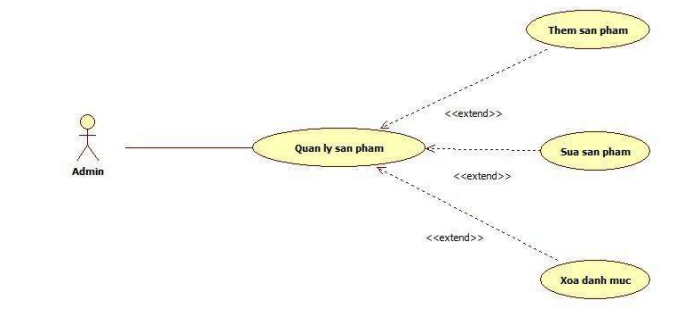 Them san pham
<<extend>>
Admin
Quan ly san pham
Sua san pham
<<extend>>
<<extend>>
Xoa danh muc